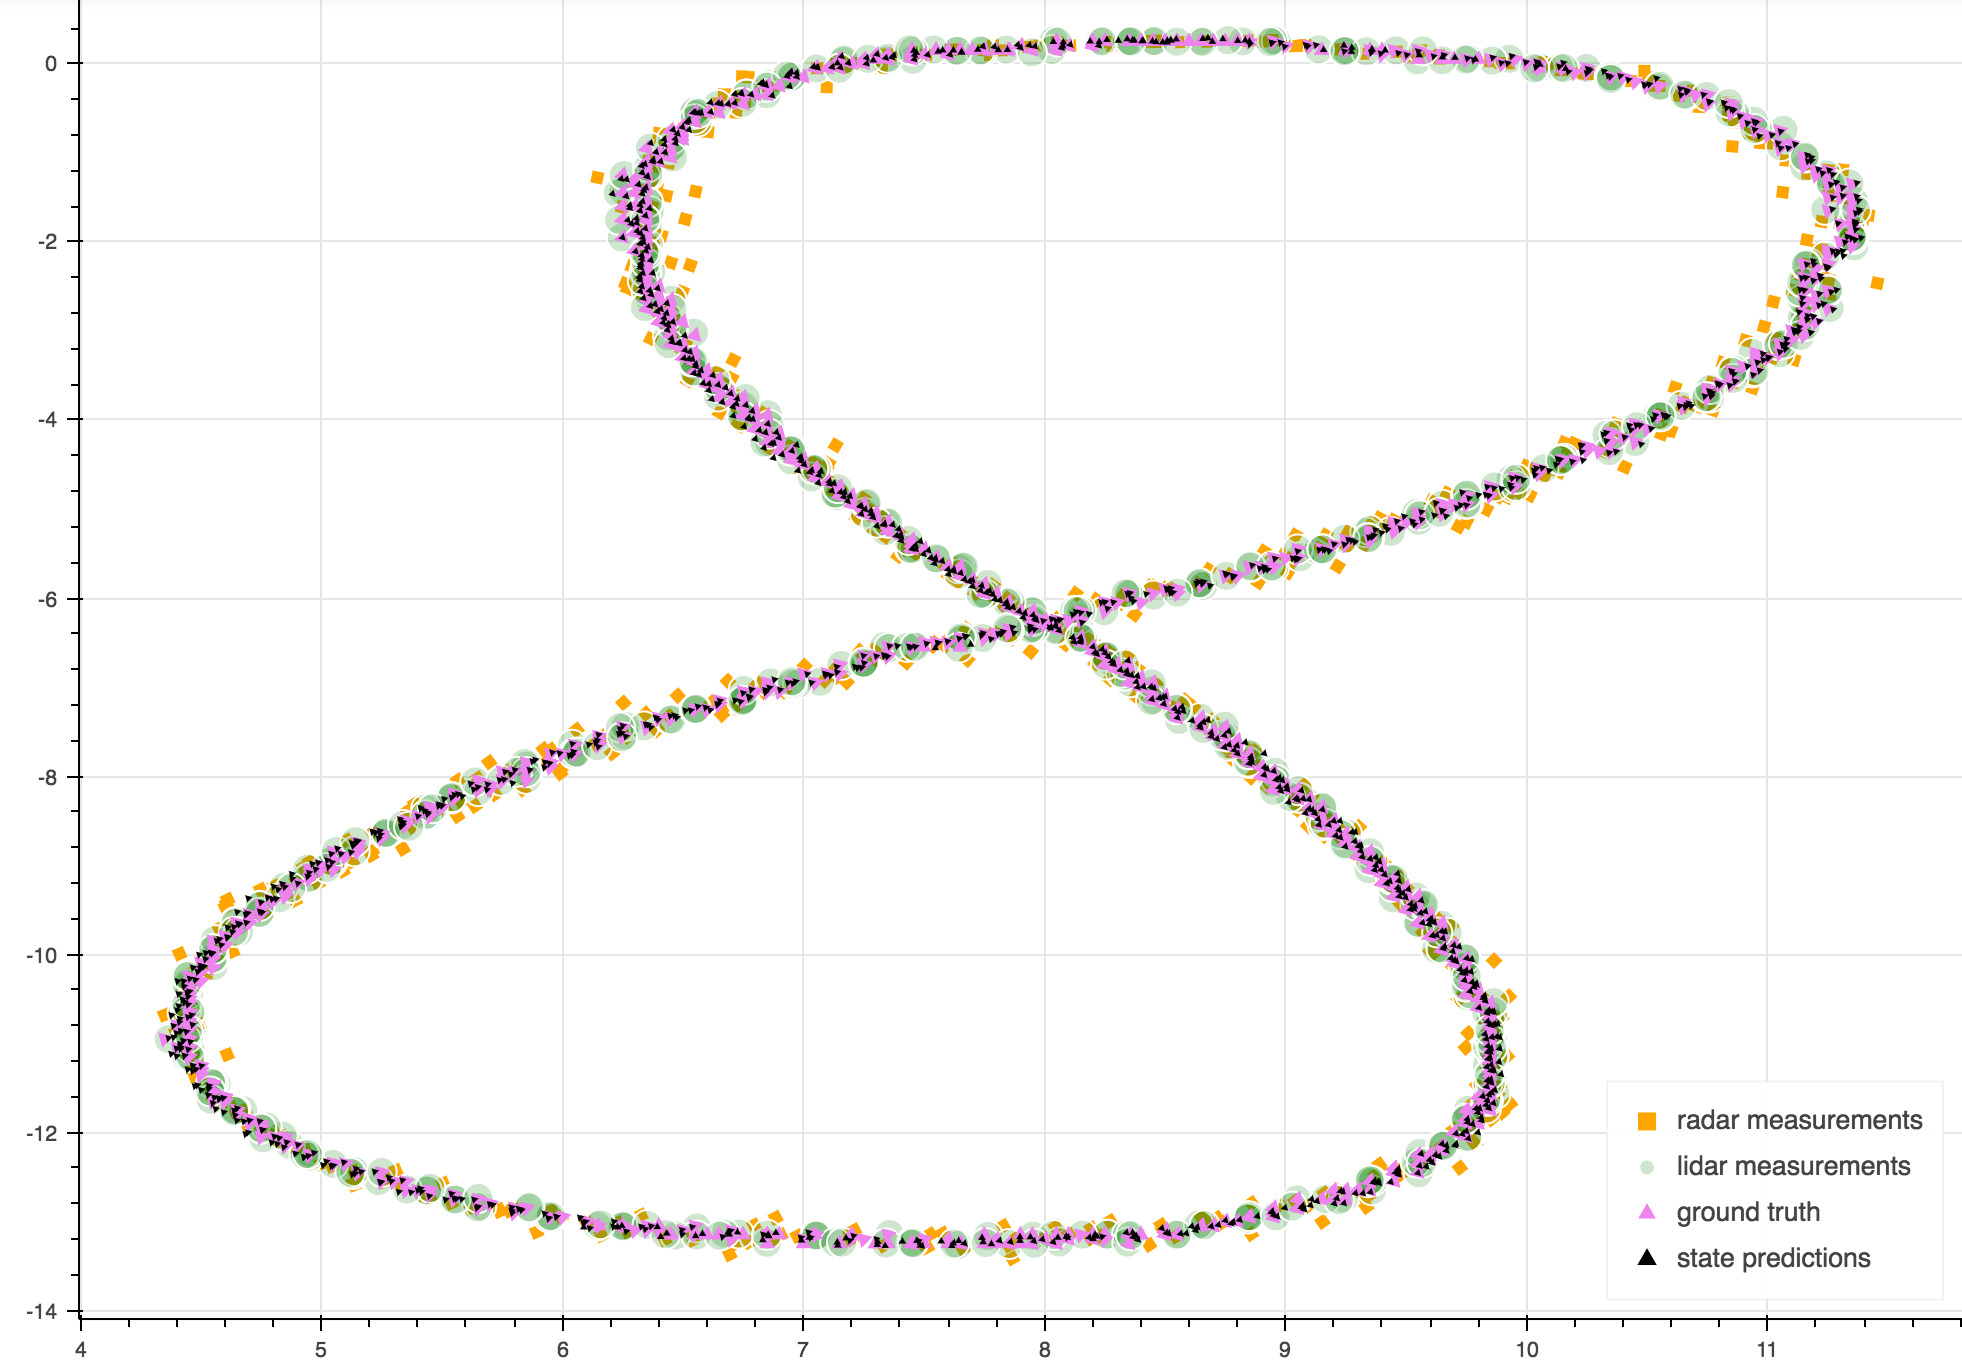 0
-2
-4
-6
-8
-10
-12
-14
4 5 6 7 8 9 10 11
radar measurements
lidar measurements
ground truth
state predictions